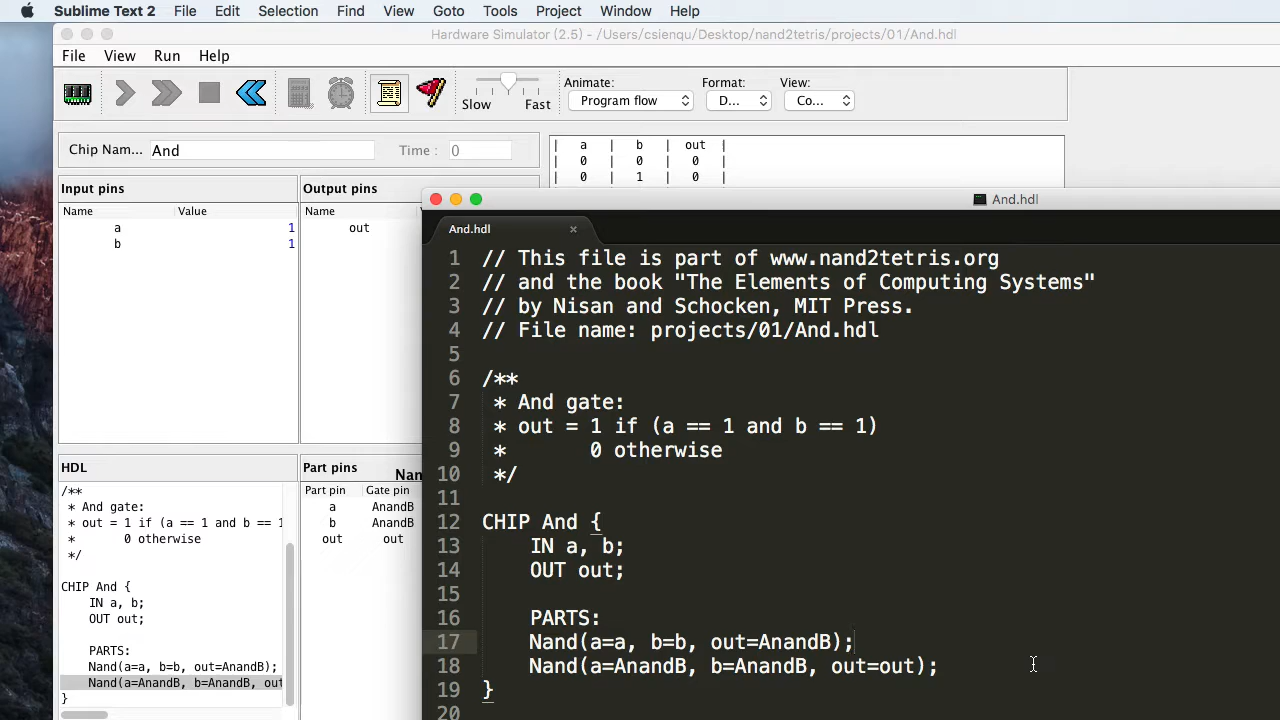 Sublime Text 2 File Edit Selection Find View Goto Tools Project Window Help
Hardware Simulator (2.5) - /Users/csienqu/Desktop/nand2tetris/projects/01/And.hdl
File View Run Help
Slow Fast
Animate:
Program flow
Format:
D...
View:
Co...
Chip Nam... And
Time : 0
Input pins
Name Value
a 1
b 1
Output pins
Name
out
| a | b | out |
| 0 | 0 | 0 |
| 0 | 1 | 0 |
HDL
/**
* And gate:
* out = 1 if (a == 1 and b == 1
* 0 otherwise
*/
CHIP And {
IN a, b;
OUT out;
PARTS:
Nand(a=a, b=b, out=AnandB);
Nand(a=AnandB, b=AnandB, out
}
Part pins
Nan
Part pin Gate pin
a AnandB
b AnandB
out out
And.hdl
And.hdl
1 // This file is part of www.nand2tetris.org
2 // and the book "The Elements of Computing Systems"
3 // by Nisan and Schocken, MIT Press.
4 // File name: projects/01/And.hdl
5
6 /**
7 * And gate:
8 * out = 1 if (a == 1 and b == 1)
9 * 0 otherwise
10 */
11
12 CHIP And {
13 IN a, b;
14 OUT out;
15
16 PARTS:
17 Nand(a=a, b=b, out=AnandB);
18 Nand(a=AnandB, b=AnandB, out=out);
19 }
20